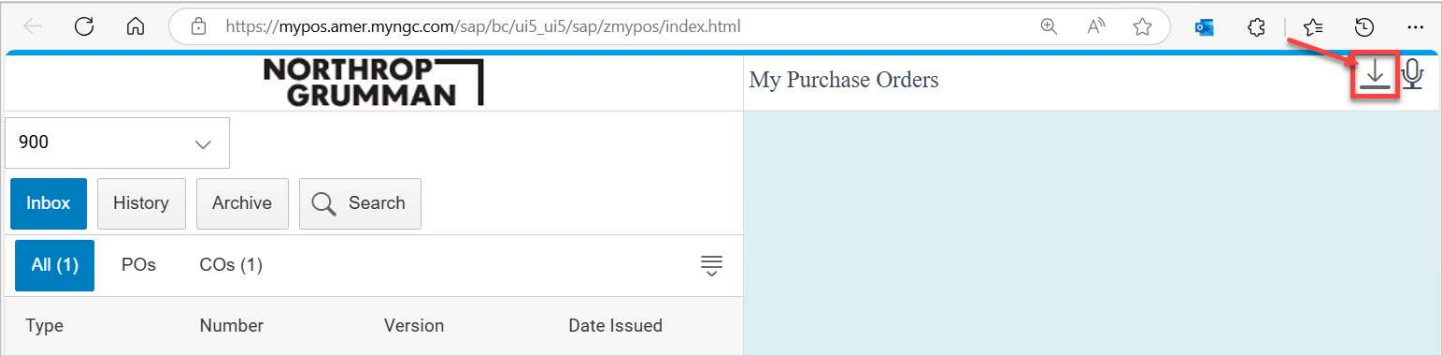 https://mypos.amer.myngc.com/sap/bc/ui5_ui5/sap/zmypos/index.html
NORTHROP
GRUMMAN
My Purchase Orders
900
Inbox History Archive Search
All (1) POs COs (1)
Type Number Version Date Issued